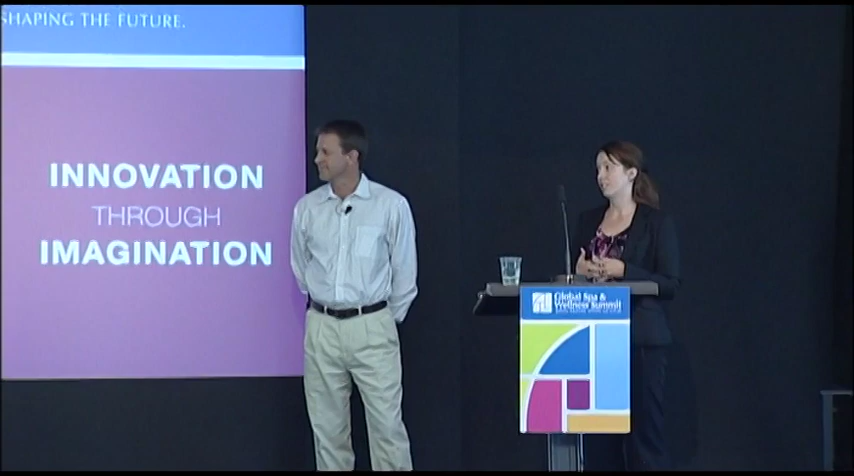 SHAPING THE FUTURE.
INNOVATION
THROUGH
IMAGINATION
Global Spa &
Wellness Summit